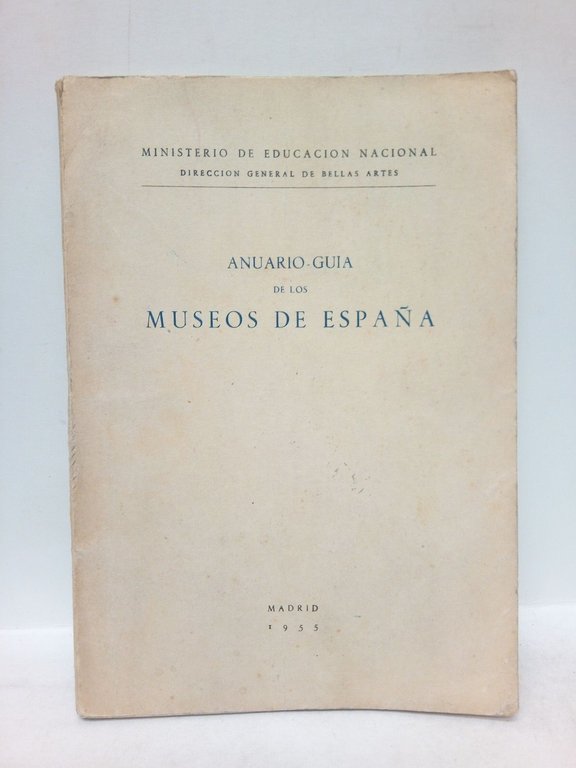 MINISTERIO DE EDUCACION NACIONAL
DIRECCION GENERAL DE BELLAS ARTES
ANUARIO-GUIA
DE LOS
MUSEOS DE ESPAÑA
MADRID
1955